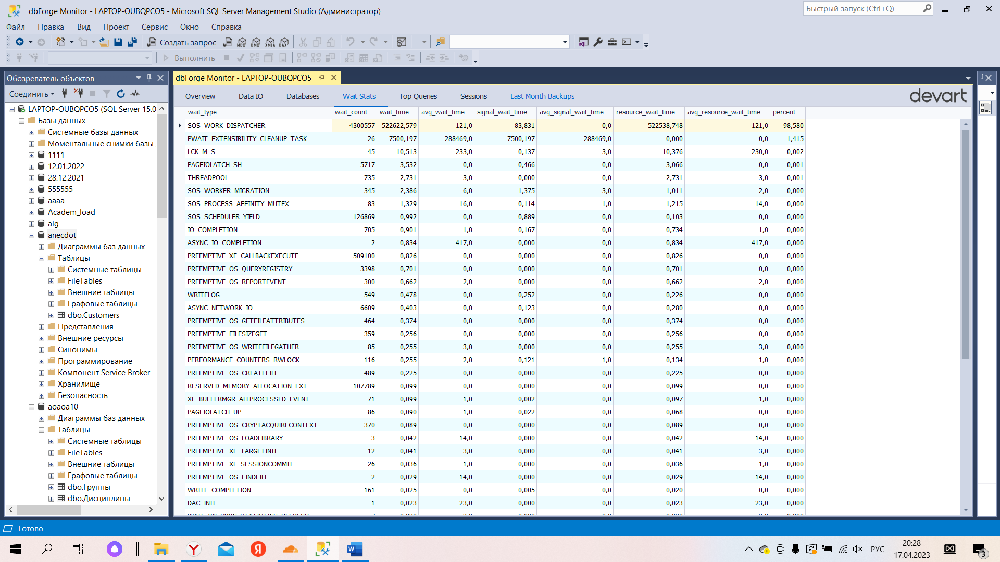 dbForge Monitor - LAPTOP-OUBQPCO5 - Microsoft SQL Server Management Studio (Администратор)
Быстрый запуск (Ctrl+Q)
Файл Правка Вид Проект Сервис Окно Справка
Создать запрос MDX DMX XMLA DAX
Выполнить
Обозреватель объектов
dbForge Monitor - LAPTOP-OUBQPCO5
Соединить
Overview Data IO Databases Wait Stats Top Queries Sessions Last Month Backups
devart
LAPTOP-OUBQPCO5 (SQL Server 15.0
Базы данных
Системные базы данных
Моментальные снимки базы
1111
12.01.2022
28.12.2021
555555
aaaa
Academ_load
alg
anecdot
Диаграммы баз данных
Таблицы
Системные таблицы
FileTables
Внешние таблицы
Графовые таблицы
dbo.Customers
Представления
Внешние ресурсы
Синонимы
Программирование
Компонент Service Broker
Хранилище
Безопасность
aoaoa10
Диаграммы баз данных
Таблицы
Системные таблицы
FileTables
Внешние таблицы
Графовые таблицы
dbo.Группы
dbo.Дисциплины
wait_type wait_count wait_time avg_wait_time signal_wait_time avg_signal_wait_time resource_wait_time avg_resource_wait_time percent
SOS_WORK_DISPATCHER 4300557 522622,579 121,0 83,831 0,0 522538,748 121,0 98,580
PWAIT_EXTENSIBILITY_CLEANUP_TASK 26 7500,197 288469,0 7500,197 288469,0 0,000 0,0 1,415
LCK_M_S 45 10,513 233,0 0,137 3,0 10,376 230,0 0,002
PAGEIOLATCH_SH 5717 3,532 0,0 0,466 0,0 3,066 0,0 0,001
THREADPOOL 735 2,731 3,0 0,000 0,0 2,731 3,0 0,001
SOS_WORKER_MIGRATION 345 2,386 6,0 1,375 3,0 1,011 2,0 0,000
SOS_PROCESS_AFFINITY_MUTEX 83 1,329 16,0 0,114 1,0 1,215 14,0 0,000
SOS_SCHEDULER_YIELD 126869 0,992 0,0 0,889 0,0 0,103 0,0 0,000
IO_COMPLETION 705 0,901 1,0 0,167 0,0 0,734 1,0 0,000
ASYNC_IO_COMPLETION 2 0,834 417,0 0,000 0,0 0,834 417,0 0,000
PREEMPTIVE_XE_CALLBACKEXECUTE 509100 0,826 0,0 0,000 0,0 0,826 0,0 0,000
PREEMPTIVE_OS_QUERYREGISTRY 3398 0,701 0,0 0,000 0,0 0,701 0,0 0,000
PREEMPTIVE_OS_REPORTEVENT 300 0,662 2,0 0,000 0,0 0,662 2,0 0,000
WRITELOG 549 0,478 0,0 0,252 0,0 0,226 0,0 0,000
ASYNC_NETWORK_IO 6609 0,403 0,0 0,123 0,0 0,280 0,0 0,000
PREEMPTIVE_OS_GETFILEATTRIBUTES 464 0,374 0,0 0,000 0,0 0,374 0,0 0,000
PREEMPTIVE_FILESIZEGET 359 0,256 0,0 0,000 0,0 0,256 0,0 0,000
PREEMPTIVE_OS_WRITEFILEGATHER 85 0,255 3,0 0,000 0,0 0,255 3,0 0,000
PERFORMANCE_COUNTERS_RWLOCK 116 0,255 2,0 0,121 1,0 0,134 1,0 0,000
PREEMPTIVE_OS_CREATEFILE 489 0,225 0,0 0,000 0,0 0,225 0,0 0,000
RESERVED_MEMORY_ALLOCATION_EXT 107789 0,099 0,0 0,000 0,0 0,099 0,0 0,000
XE_BUFFERMGR_ALLPROCESSED_EVENT 71 0,099 1,0 0,002 0,0 0,097 1,0 0,000
PAGEIOLATCH_UP 86 0,090 1,0 0,022 0,0 0,068 0,0 0,000
PREEMPTIVE_OS_CRYPTACQUIRECONTEXT 370 0,089 0,0 0,000 0,0 0,089 0,0 0,000
PREEMPTIVE_OS_LOADLIBRARY 3 0,042 14,0 0,000 0,0 0,042 14,0 0,000
PREEMPTIVE_XE_TARGETINIT 12 0,041 3,0 0,000 0,0 0,041 3,0 0,000
PREEMPTIVE_XE_SESSIONCOMMIT 26 0,036 1,0 0,000 0,0 0,036 1,0 0,000
PREEMPTIVE_OS_FINDFILE 2 0,029 14,0 0,000 0,0 0,029 14,0 0,000
WRITE_COMPLETION 161 0,025 0,0 0,005 0,0 0,020 0,0 0,000
DAC_INIT 1 0,023 23,0 0,000 0,0 0,023 23,0 0,000
Готово
РУС
20:28
17.04.2023
3